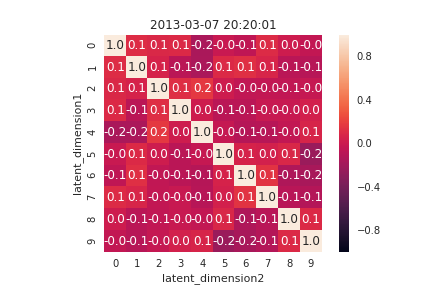 2013-03-07 20:20:01
0 1.0 0.1 0.1 0.1 -0.2 -0.0 -0.1 0.1 0.0 -0.0
1 0.1 1.0 0.1 -0.1 -0.2 0.1 0.1 0.1 -0.1 -0.1
2 0.1 0.1 1.0 0.1 0.2 0.0 -0.0 -0.0 -0.1 -0.0
3 0.1 -0.1 0.1 1.0 0.0 -0.1 -0.1 -0.0 -0.0 0.0
4 -0.2 -0.2 0.2 0.0 1.0 -0.0 -0.1 -0.1 -0.0 0.1
5 -0.0 0.1 0.0 -0.1 -0.0 1.0 0.1 0.0 0.1 -0.2
6 -0.1 0.1 -0.0 -0.1 -0.1 0.1 1.0 0.1 -0.1 -0.2
7 0.1 0.1 -0.0 -0.0 -0.1 0.0 0.1 1.0 -0.1 -0.1
8 0.0 -0.1 -0.1 -0.0 -0.0 0.1 -0.1 -0.1 1.0 0.1
9 -0.0 -0.1 -0.0 0.0 0.1 -0.2 -0.2 -0.1 0.1 1.0
0 1 2 3 4 5 6 7 8 9
latent_dimension1
latent_dimension2
0.8
0.4
0.0
-0.4
-0.8